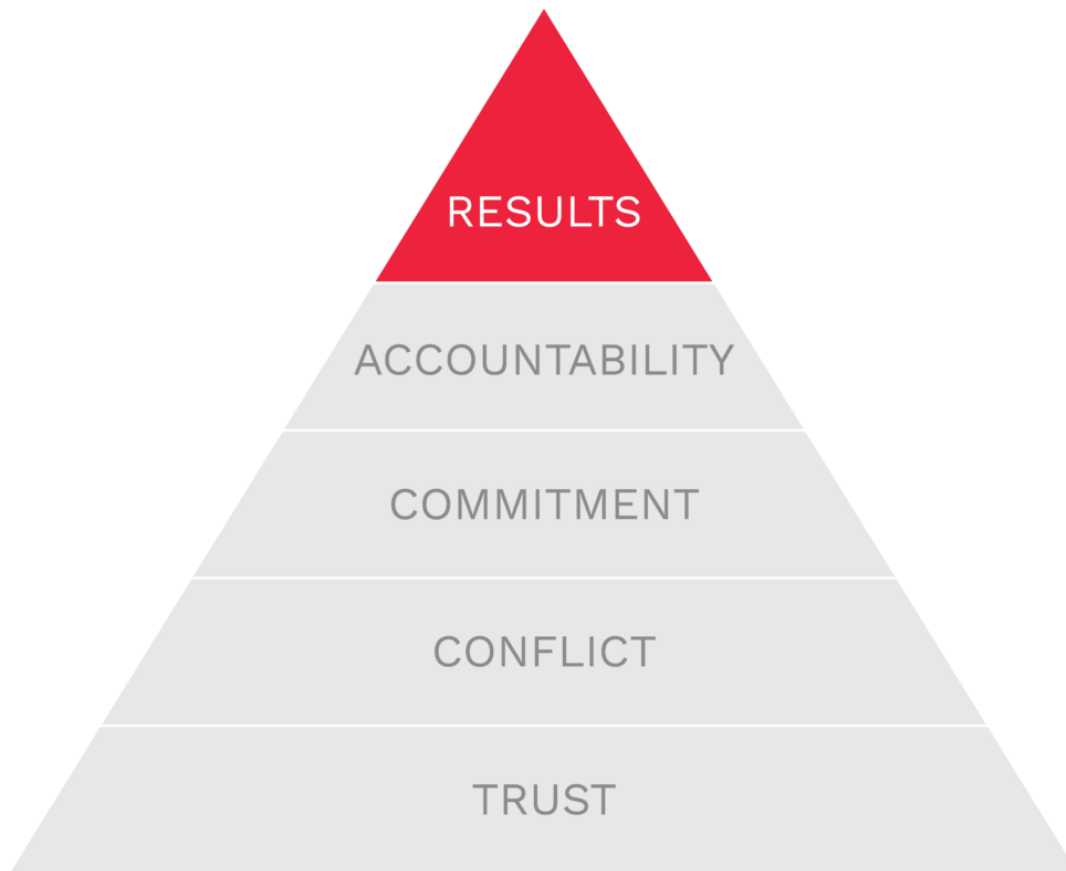 RESULTS
ACCOUNTABILITY
COMMITMENT
CONFLICT
TRUST